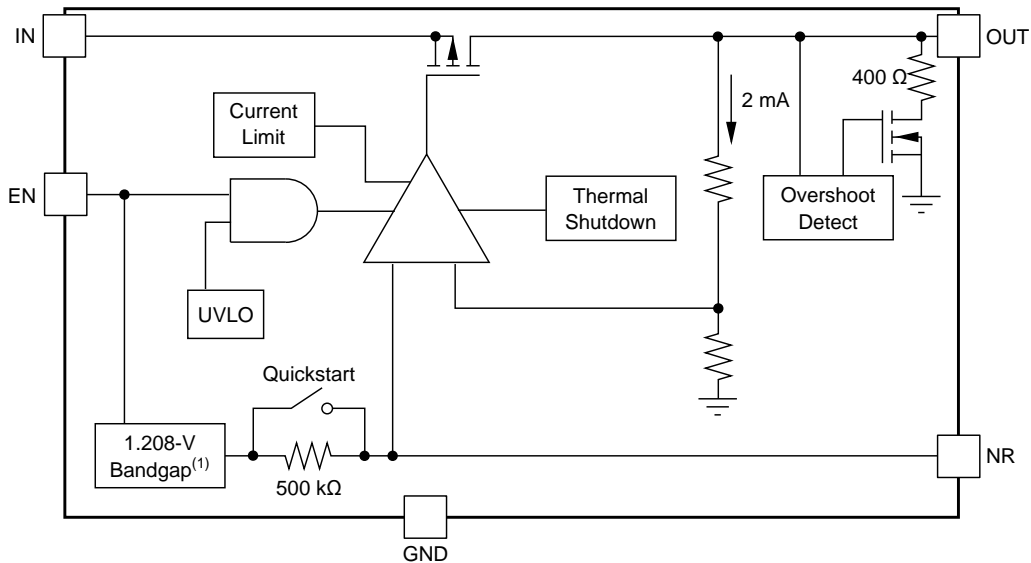 IN
OUT
400 Ω
2 mA
Current
Limit
EN
Thermal
Shutdown
Overshoot
Detect
UVLO
Quickstart
1.208-V
Bandgap(1)
500 kΩ
NR
GND